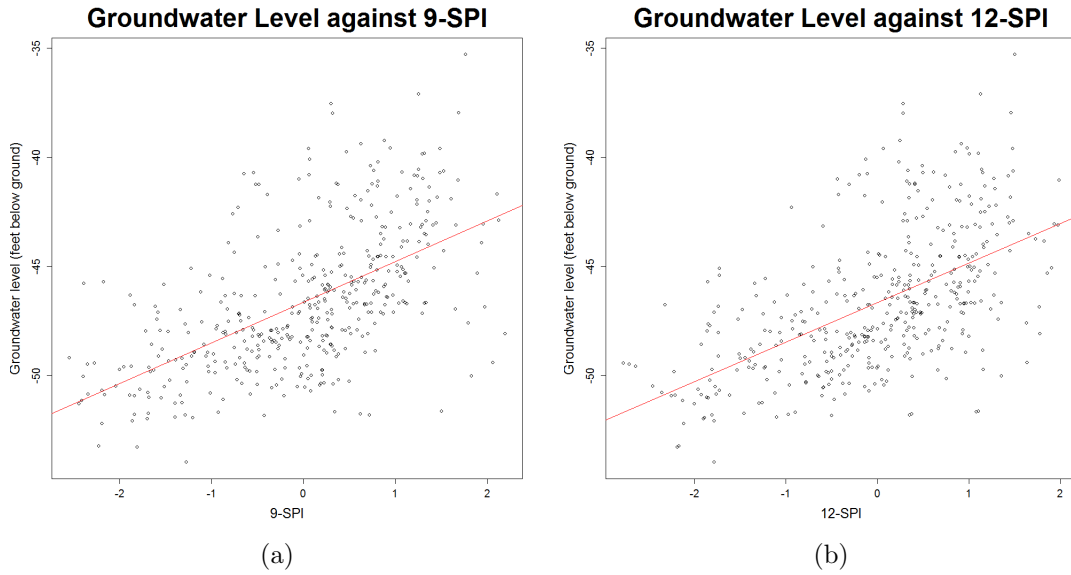 Groundwater Level against 9-SPI
Groundwater level (feet below ground)
-35
-40
-45
-50
-2
-1
0
1
2
9-SPI
(a)
Groundwater Level against 12-SPI
Groundwater level (feet below ground)
-35
-40
-45
-50
-2
-1
0
1
2
12-SPI
(b)